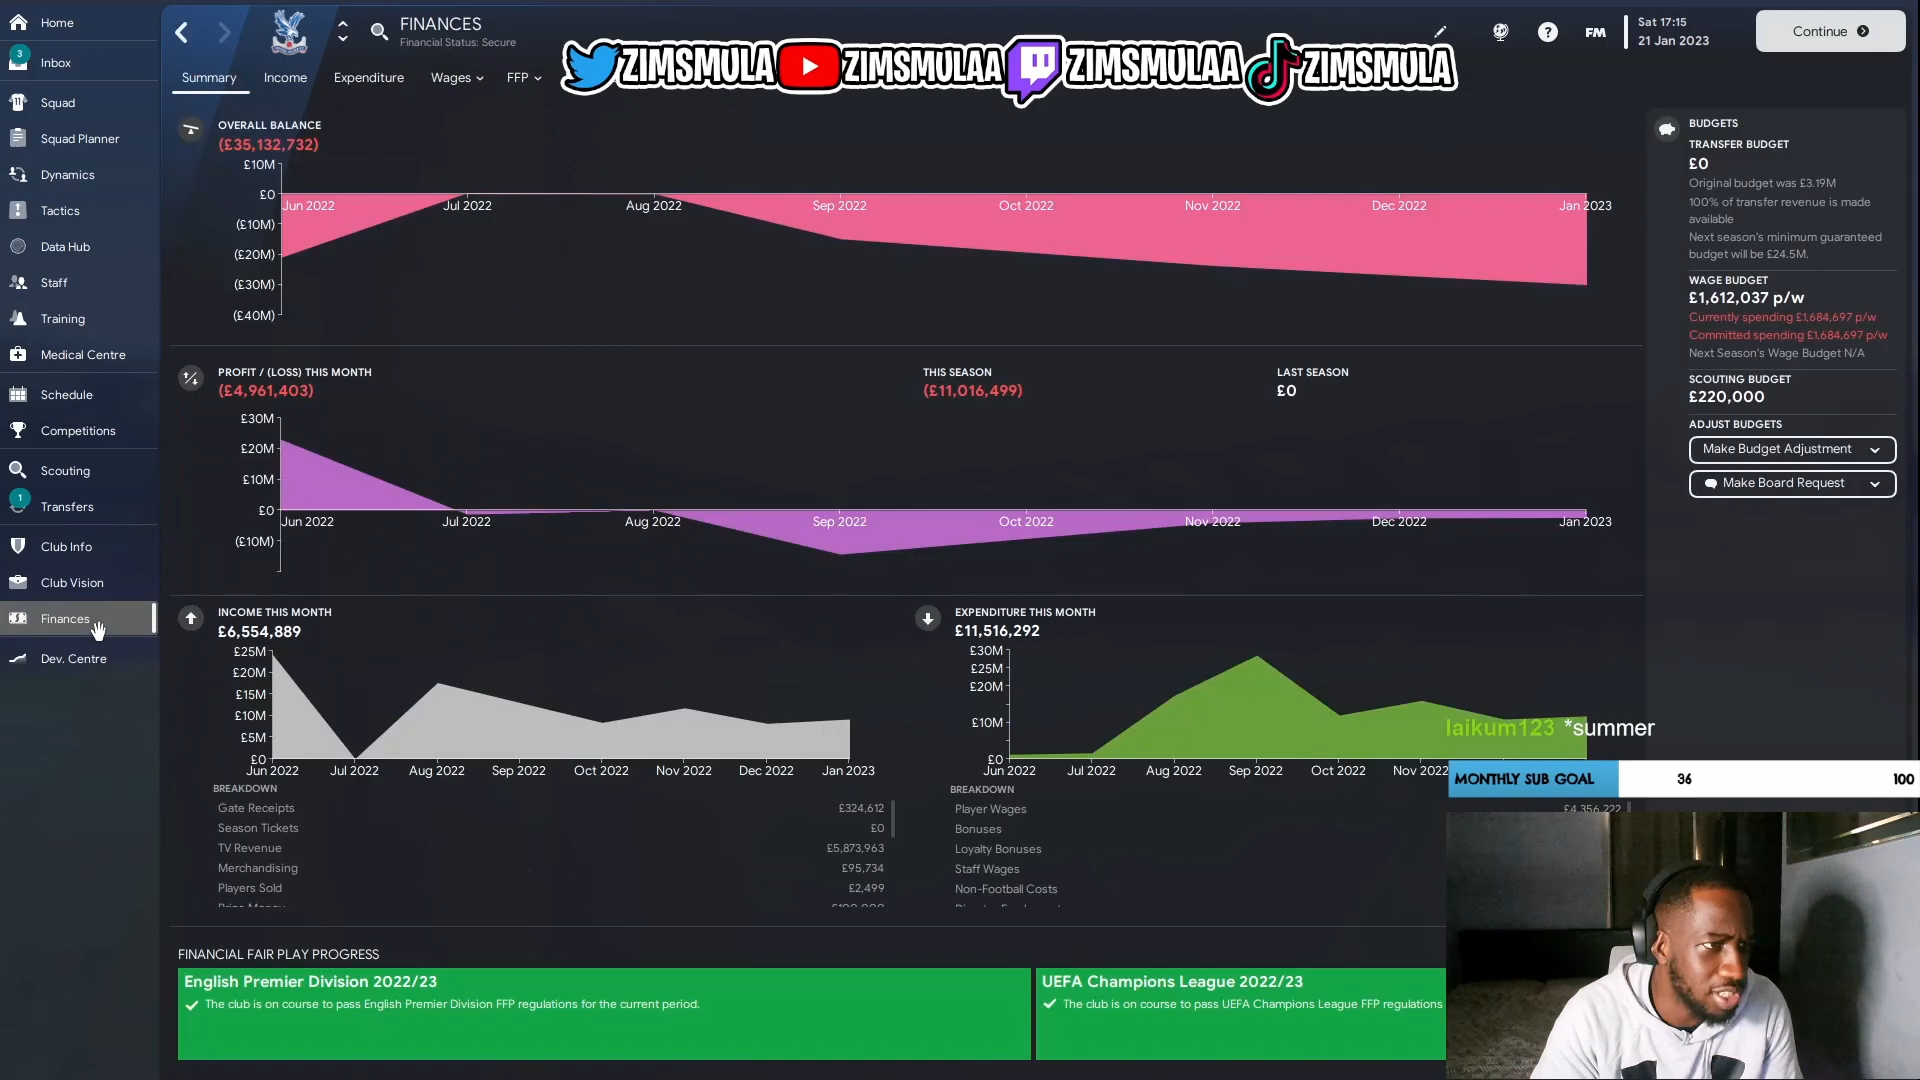 Home
FINANCES
Financial Status: Secure
Sat 17:15
21 Jan 2023
Continue
FM
?
ZIMSMULA
ZIMSMULAA
ZIMSMULAA
ZIMSMULA
3
Inbox
Summary
Income
Expenditure
Wages
FFP
Squad
Squad Planner
Dynamics
Tactics
Data Hub
Staff
Training
Medical Centre
Schedule
Competitions
Scouting
1
Transfers
Club Info
Club Vision
Finances
Dev. Centre
OVERALL BALANCE
(£35,132,732)
£10M
£0
(£10M)
(£20M)
(£30M)
(£40M)
Jun 2022
Jul 2022
Aug 2022
Sep 2022
Oct 2022
Nov 2022
Dec 2022
Jan 2023
PROFIT / (LOSS) THIS MONTH
(£4,961,403)
THIS SEASON
(£11,016,499)
LAST SEASON
£0
£30M
£20M
£10M
£0
(£10M)
Jun 2022
Jul 2022
Aug 2022
Sep 2022
Oct 2022
Nov 2022
Dec 2022
Jan 2023
INCOME THIS MONTH
£6,554,889
£25M
£20M
£15M
£10M
£5M
£0
Jun 2022
Jul 2022
Aug 2022
Sep 2022
Oct 2022
Nov 2022
Dec 2022
Jan 2023
BREAKDOWN
Gate Receipts £324,612
Season Tickets £0
TV Revenue £5,873,963
Merchandising £95,734
Players Sold £2,499
EXPENDITURE THIS MONTH
£11,516,292
£30M
£25M
£20M
£10M
£0
Jun 2022
Jul 2022
Aug 2022
Sep 2022
Oct 2022
Nov 2022
BREAKDOWN
Player Wages £4,356,222
Bonuses
Loyalty Bonuses
Staff Wages
Non-Football Costs
BUDGETS
TRANSFER BUDGET
£0
Original budget was £3.19M
100% of transfer revenue is made
available
Next season's minimum guaranteed
budget will be £24.5M.
WAGE BUDGET
£1,612,037 p/w
Currently spending £1,684,697 p/w
Committed spending £1,684,697 p/w
Next Season's Wage Budget N/A
SCOUTING BUDGET
£220,000
ADJUST BUDGETS
Make Budget Adjustment
Make Board Request
laikum123 *summer
MONTHLY SUB GOAL 36 100
FINANCIAL FAIR PLAY PROGRESS
English Premier Division 2022/23
The club is on course to pass English Premier Division FFP regulations for the current period.
UEFA Champions League 2022/23
The club is on course to pass UEFA Champions League FFP regulations